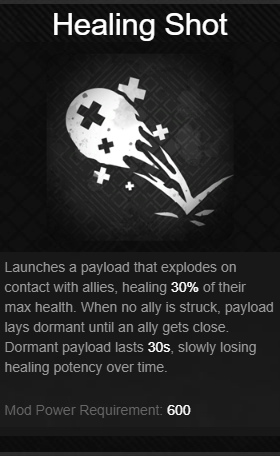 Healing Shot
Launches a payload that explodes on
contact with allies, healing 30% of their
max health. When no ally is struck, payload
lays dormant until an ally gets close.
Dormant payload lasts 30s, slowly losing
healing potency over time.
Mod Power Requirement: 600